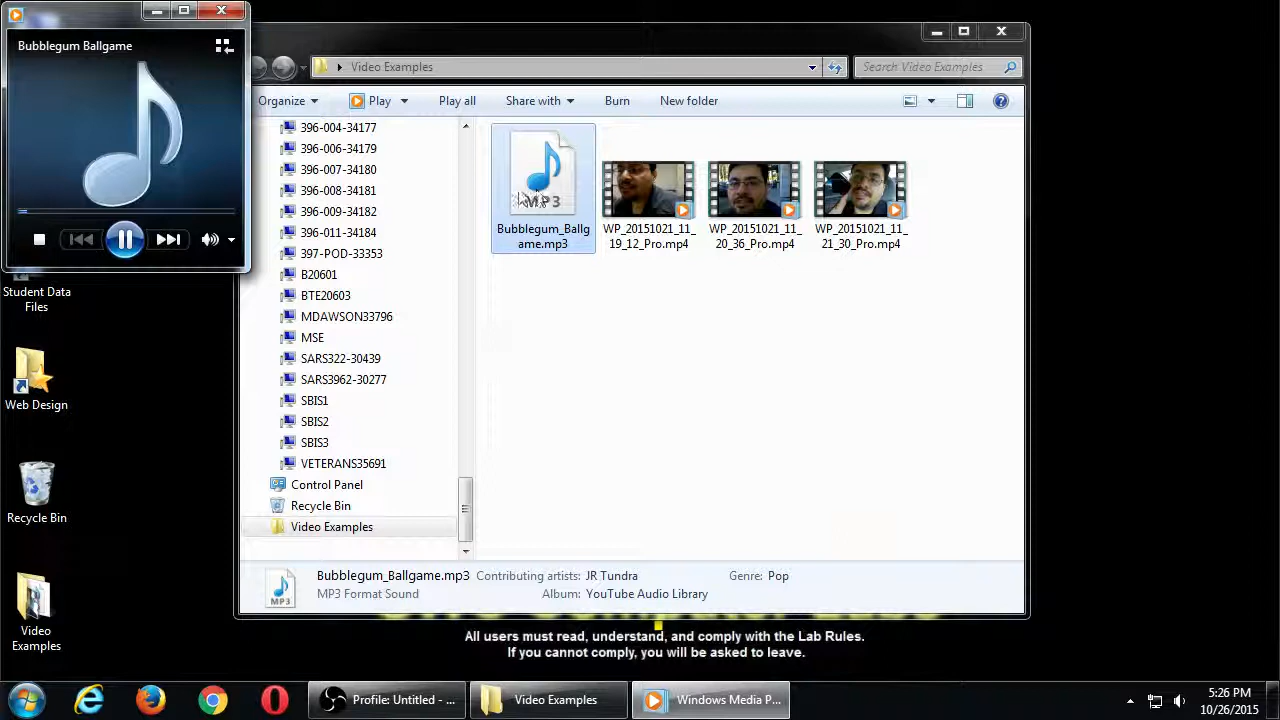 Bubblegum Ballgame
Video Examples
Search Video Examples
Organize
Play
Play all
Share with
Burn
New folder
396-004-34177
396-006-34179
396-007-34180
396-008-34181
396-009-34182
396-011-34184
397-POD-33353
B20601
BTE20603
MDAWSON33796
MSE
SARS322-30439
SARS3962-30277
SBIS1
SBIS2
SBIS3
VETERANS35691
Control Panel
Recycle Bin
Video Examples
MP3
Bubblegum_Ballg
ame.mp3
WP_20151021_11_
19_12_Pro.mp4
WP_20151021_11_
20_36_Pro.mp4
WP_20151021_11_
21_30_Pro.mp4
MP3
Bubblegum_Ballgame.mp3
MP3 Format Sound
Contributing artists: JR Tundra
Album: YouTube Audio Library
Genre: Pop
Student Data
Files
Web Design
Recycle Bin
Video
Examples
All users must read, understand, and comply with the Lab Rules.
If you cannot comply, you will be asked to leave.
Profile: Untitled - ...
Video Examples
Windows Media P...
5:26 PM
10/26/2015